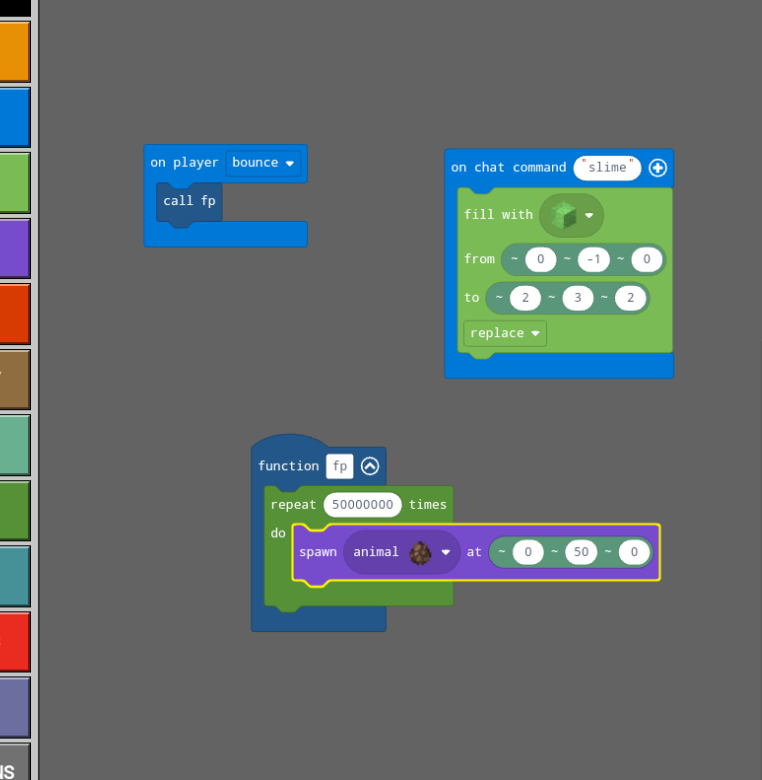 on player bounce
call fp
on chat command "slime"
fill with
from ~ 0 ~ -1 ~ 0
to ~ 2 ~ 3 ~ 2
replace
function fp
repeat 50000000 times
do
spawn animal at ~ 0 ~ 50 ~ 0
NS